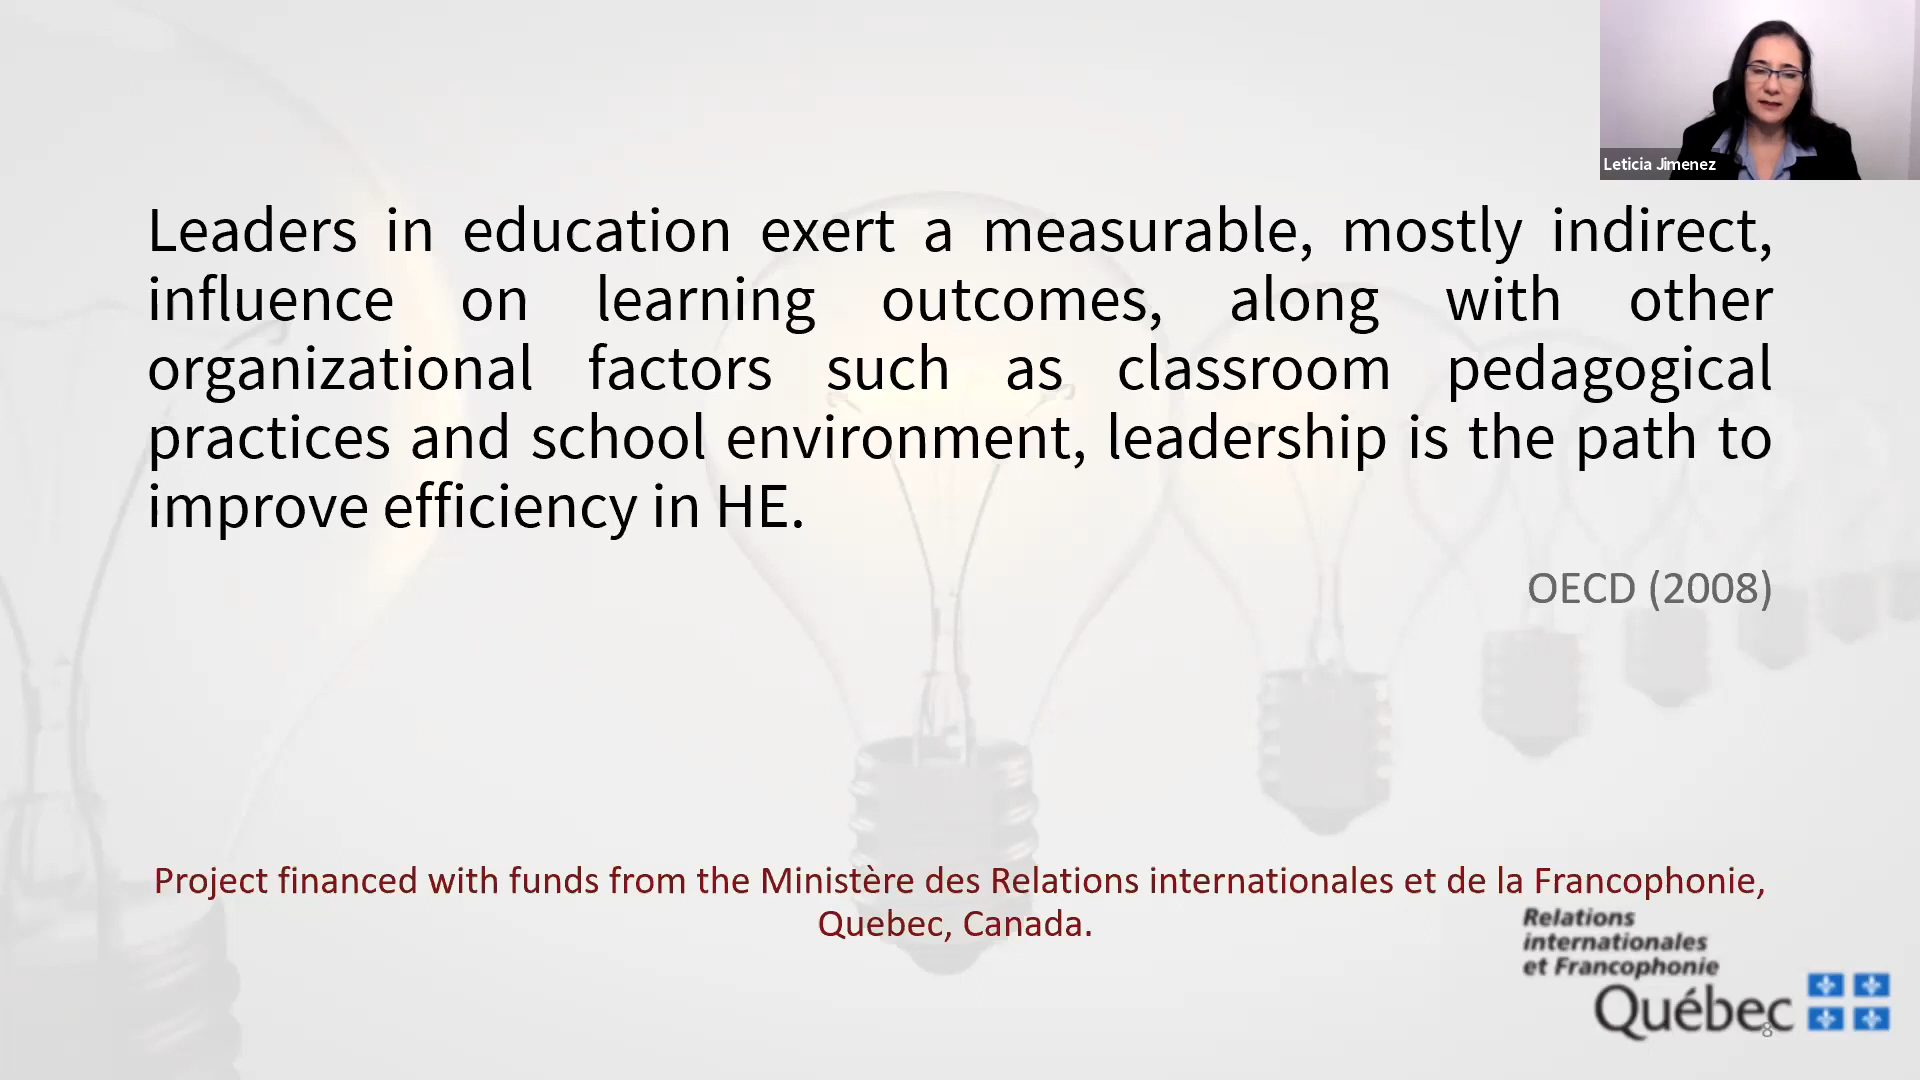 Leticia Jimenez
Leaders in education exert a measurable, mostly indirect,
influence on learning outcomes, along with other
organizational factors such as classroom pedagogical
practices and school environment, leadership is the path to
improve efficiency in HE.
OECD (2008)
Project financed with funds from the Ministère des Relations internationales et de la Francophonie,
Quebec, Canada.
Relations
internationales
et Francophonie
Québec
8